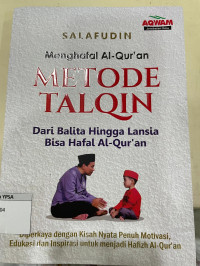 SALAFUDIN
AQWAM
Menghafal Al-Qur'an
METODE
TALQIN
Dari Balita Hingga Lansia
Bisa Hafal Al-Qur'an
YPSA
Diperkaya dengan Kisah Nyata Penuh Motivasi,
Edukasi dan Inspirasi untuk menjadi Hafizh Al-Qur'an